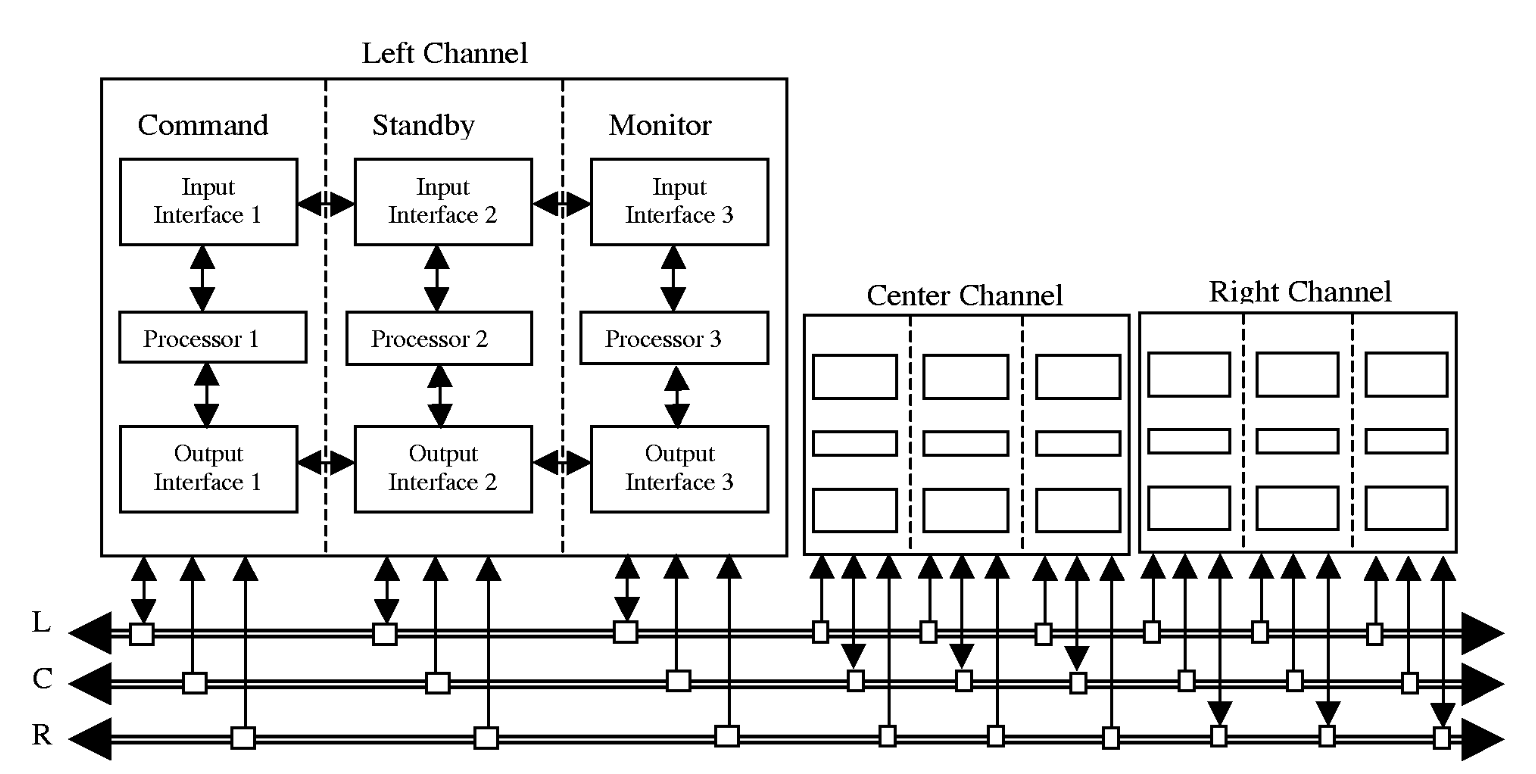 Left Channel
Command
Standby
Monitor
Input
Interface 1
Input
Interface 2
Input
Interface 3
Processor 1
Processor 2
Processor 3
Output
Interface 1
Output
Interface 2
Output
Interface 3
Center Channel
Right Channel
L
C
R